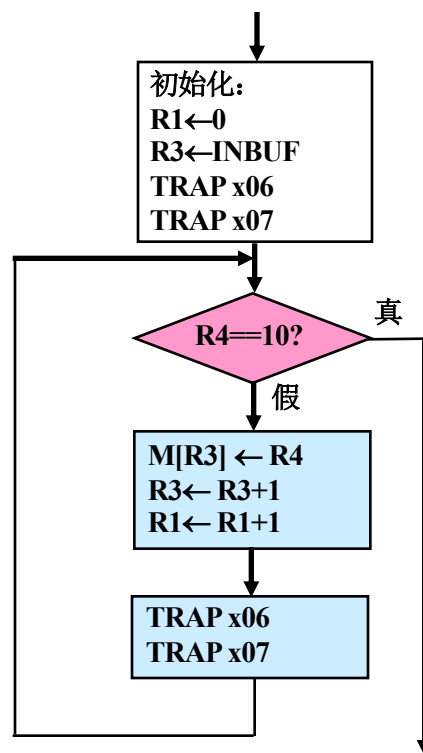 初始化：
R1←0
R3←INBUF
TRAP x06
TRAP x07
R4==10?
真
假
M[R3] ← R4
R3← R3+1
R1← R1+1
TRAP x06
TRAP x07